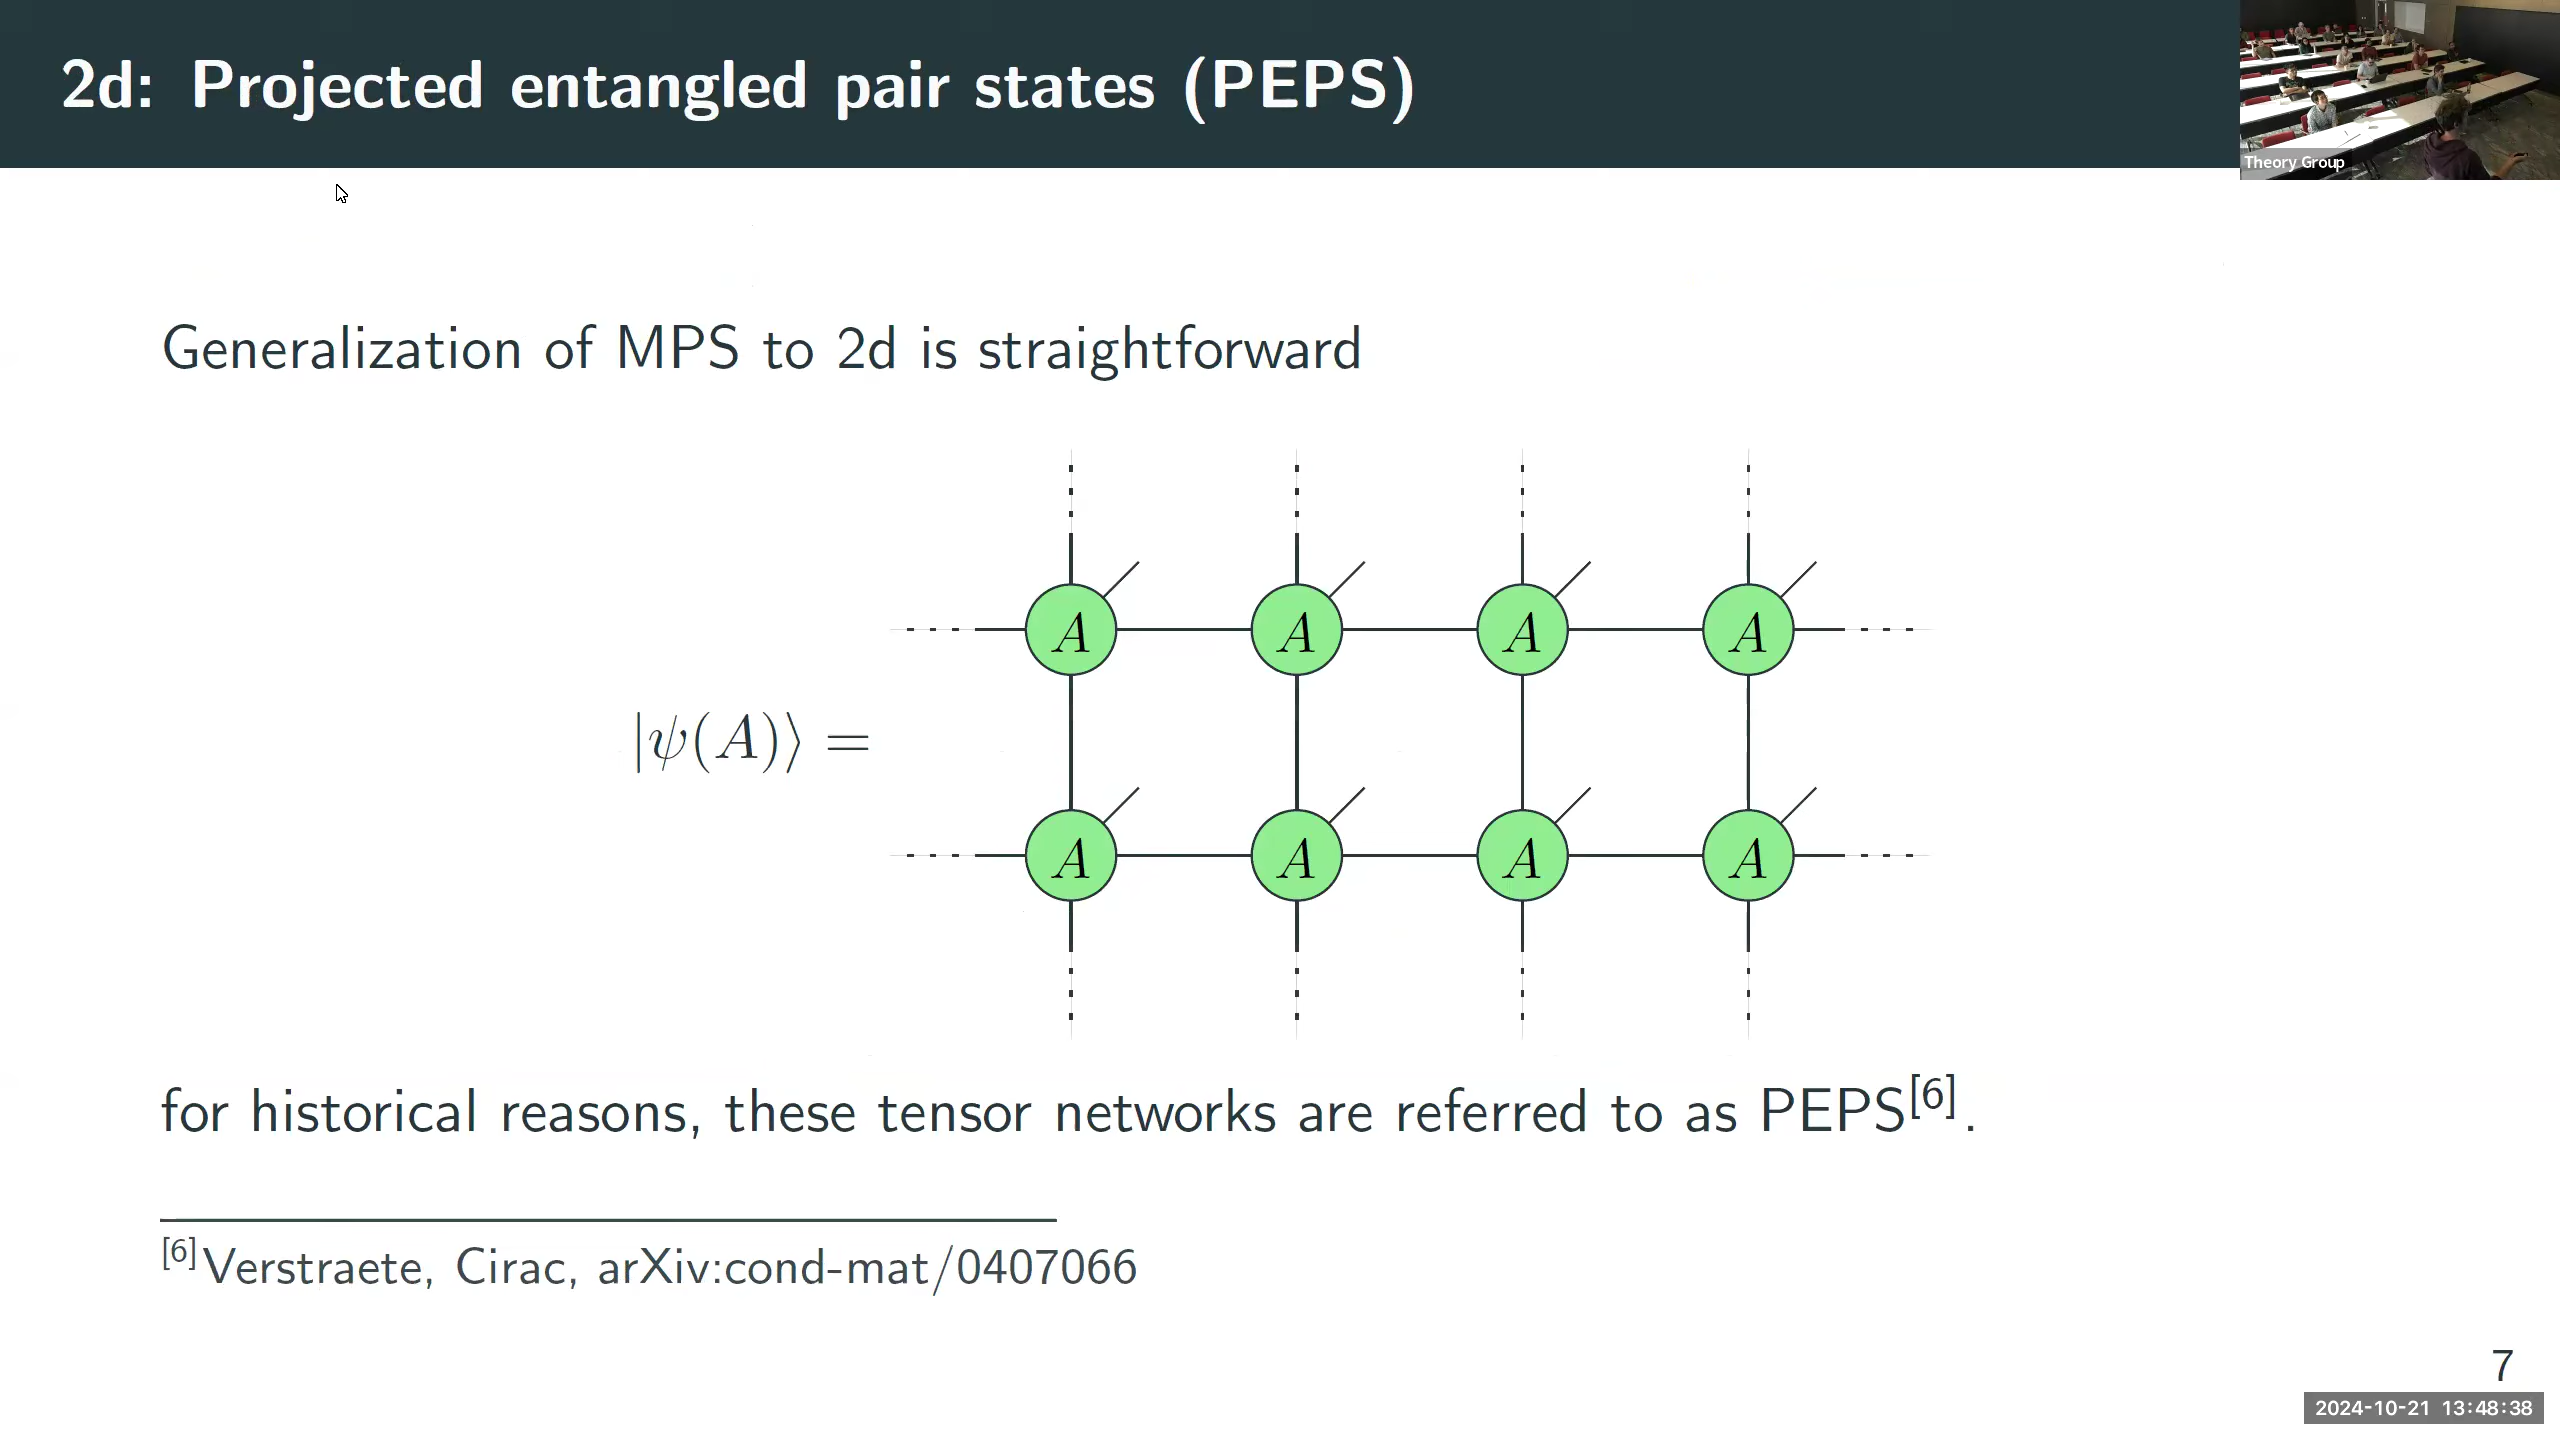 2d: Projected entangled pair states (PEPS)
Theory Group
Generalization of MPS to 2d is straightforward
A A A A
|ψ(A)⟩ =
A A A A
for historical reasons, these tensor networks are referred to as PEPS[6].
[6]Verstraete, Cirac, arXiv:cond-mat/0407066
7
2024-10-21 13:48:38